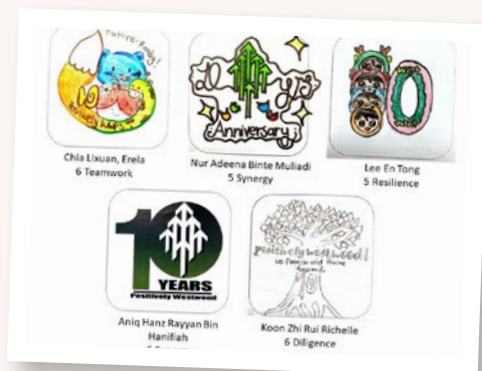 Future-Ready!
10
Positively
10 yrs
Anniversary
10
Chia Lixuan, Erela
6 Teamwork
Nur Adeena Binte Muliadi
5 Synergy
Lee En Tong
5 Resilience
10
YEARS
Positively Westwood
positively westwood!
Aniq Hanz Rayyan Bin
Hanifiah
Koon Zhi Rui Richelle
6 Diligence